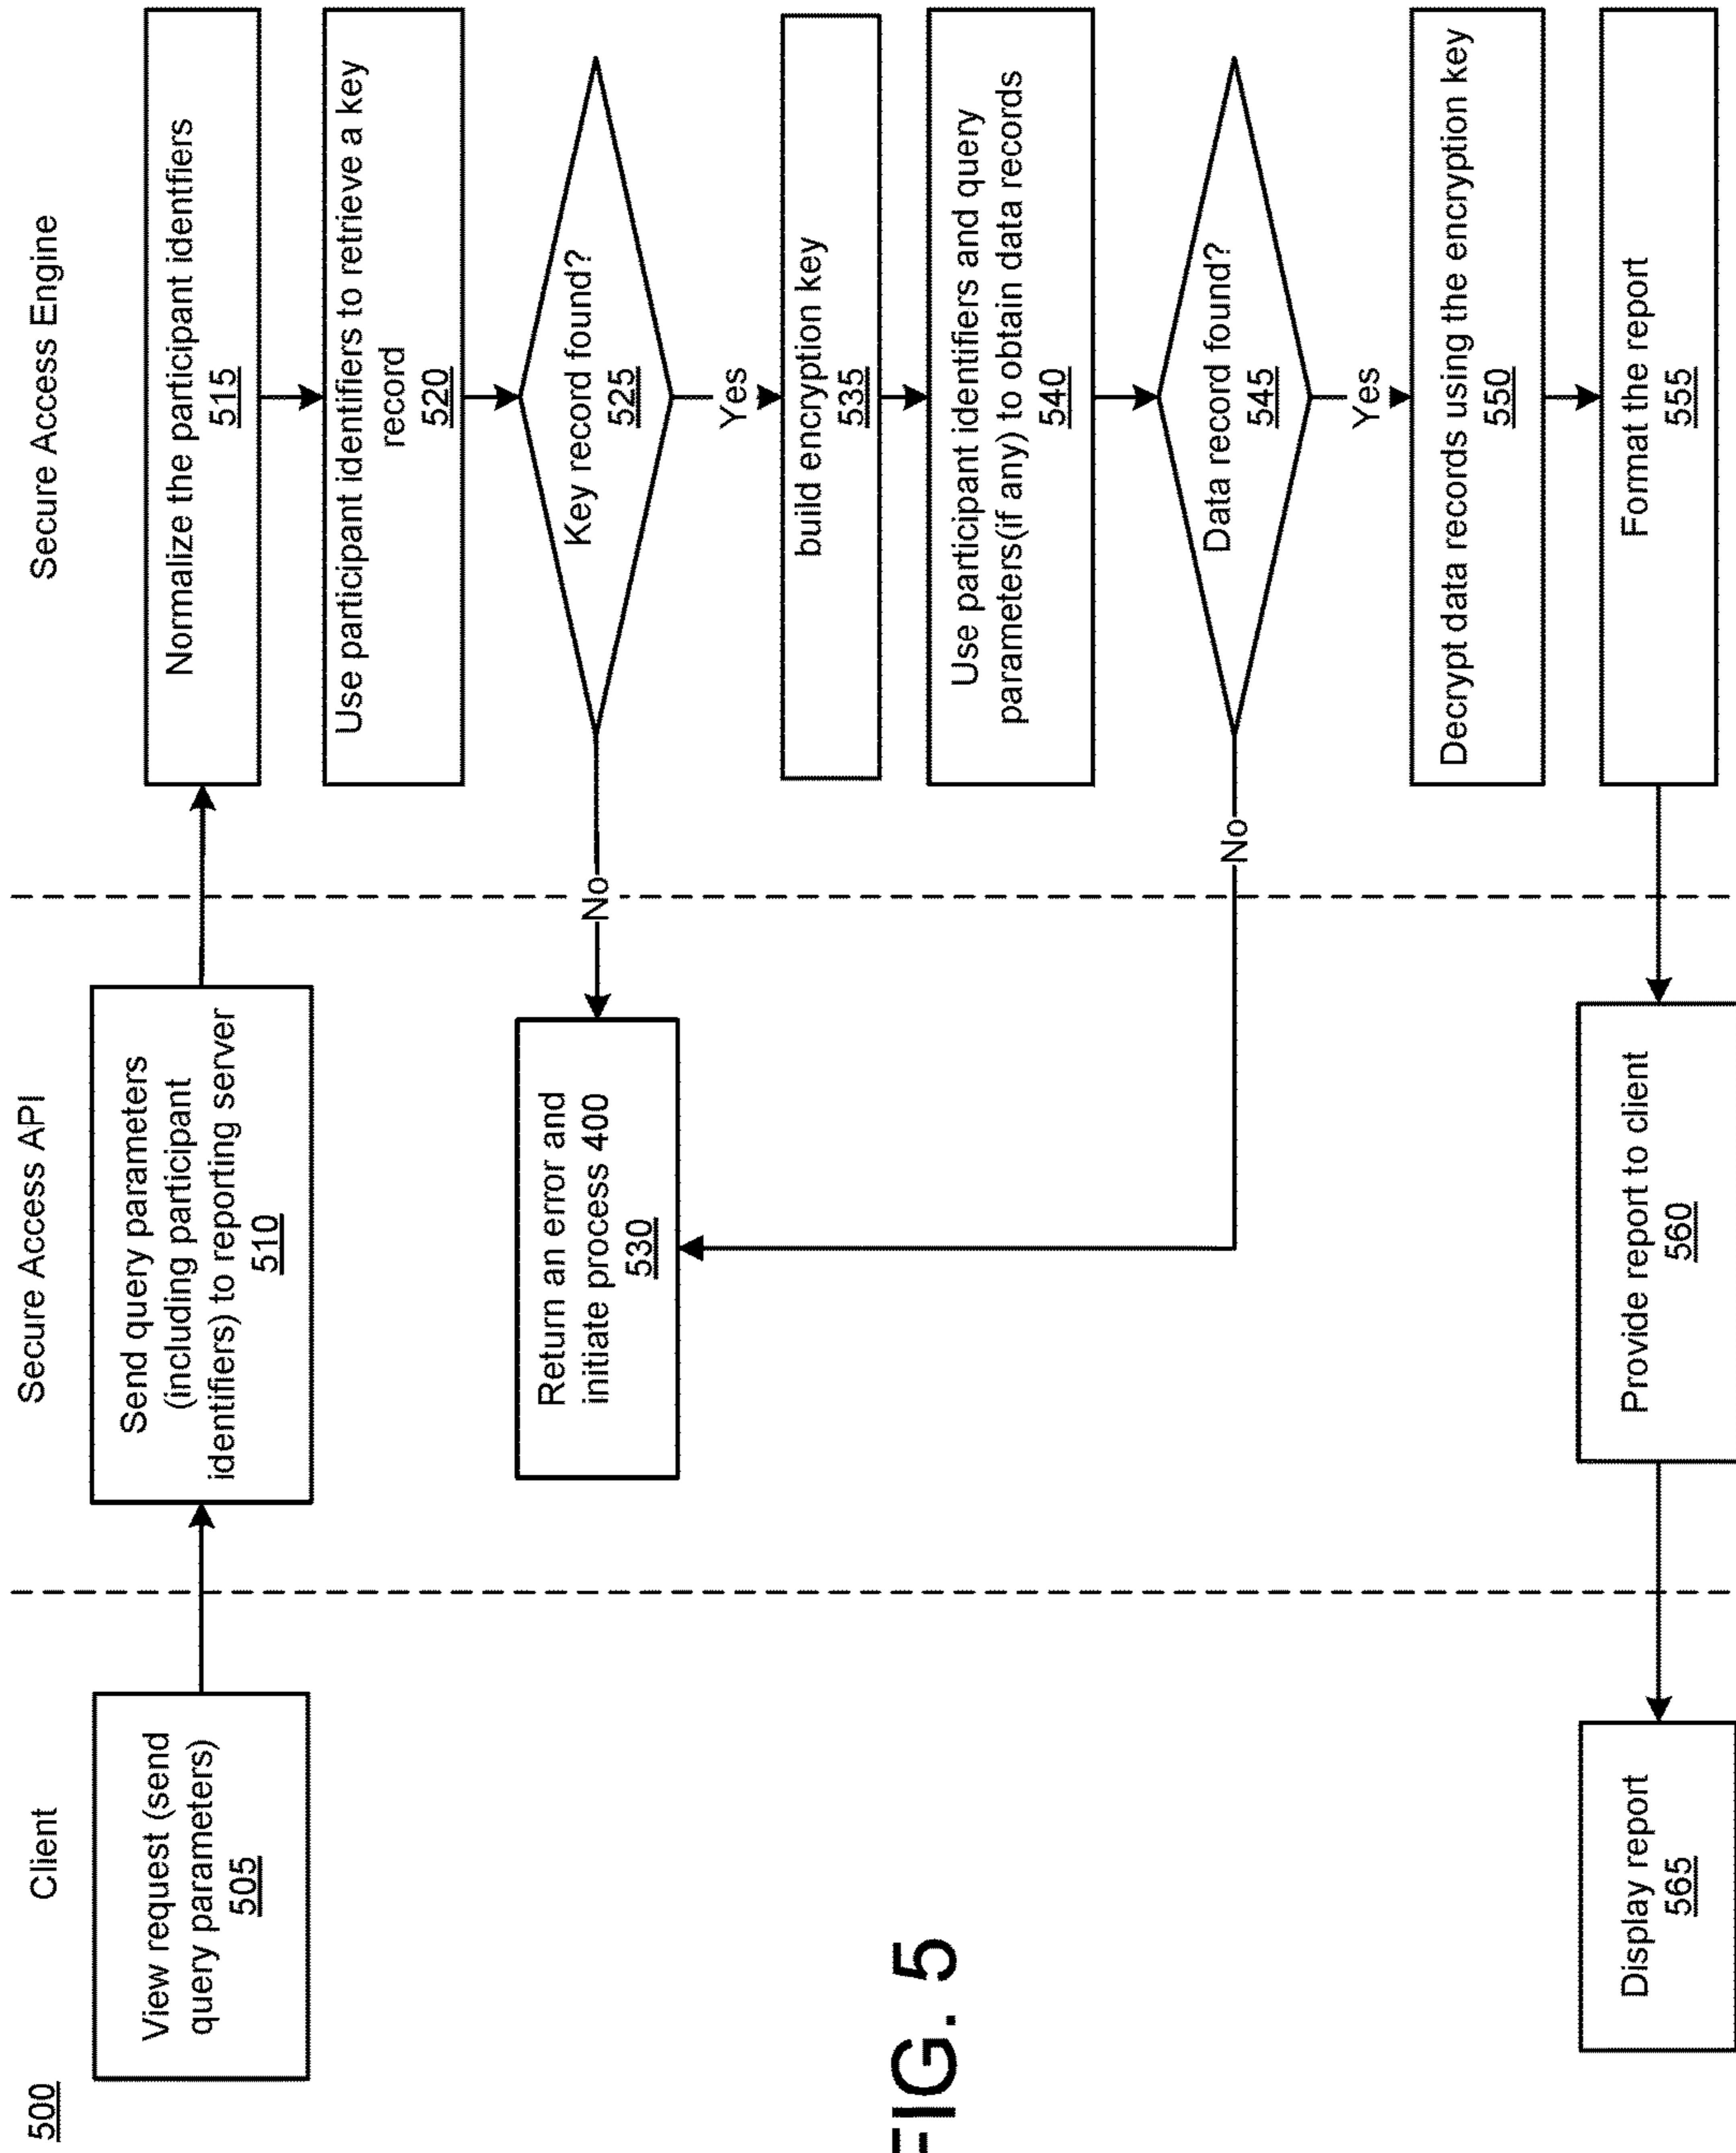 500
Client
Secure Access API
Secure Access Engine
View request (send
query parameters)
505
Send query parameters
(including participant
identifiers) to reporting server
510
Normalize the participant identifiers
515
Use participant identifiers to retrieve a key
record
520
Key record found?
525
No
Return an error and
initiate process 400
530
Yes
build encryption key
535
Use participant identifiers and query
parameters(if any) to obtain data records
540
Data record found?
545
No
Yes
Decrypt data records using the encryption key
550
Format the report
555
Provide report to client
560
Display report
565
FIG. 5